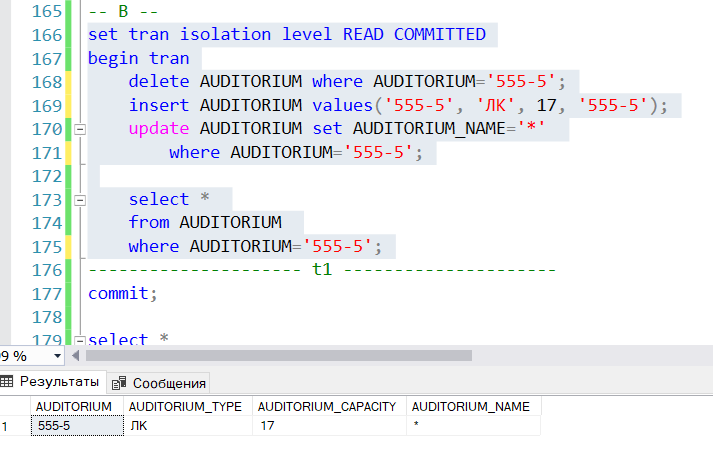 165 -- B --
166 set tran isolation level READ COMMITTED
167 begin tran
168 delete AUDITORIUM where AUDITORIUM='555-5';
169 insert AUDITORIUM values('555-5', 'ЛК', 17, '555-5');
170 update AUDITORIUM set AUDITORIUM_NAME='*'
171 where AUDITORIUM='555-5';
172
173 select *
174 from AUDITORIUM
175 where AUDITORIUM='555-5';
176 --------------------- t1 ---------------------
177 commit;
178
179 select *
99 %
Результаты Сообщения
AUDITORIUM AUDITORIUM_TYPE AUDITORIUM_CAPACITY AUDITORIUM_NAME
1 555-5 ЛК 17 *